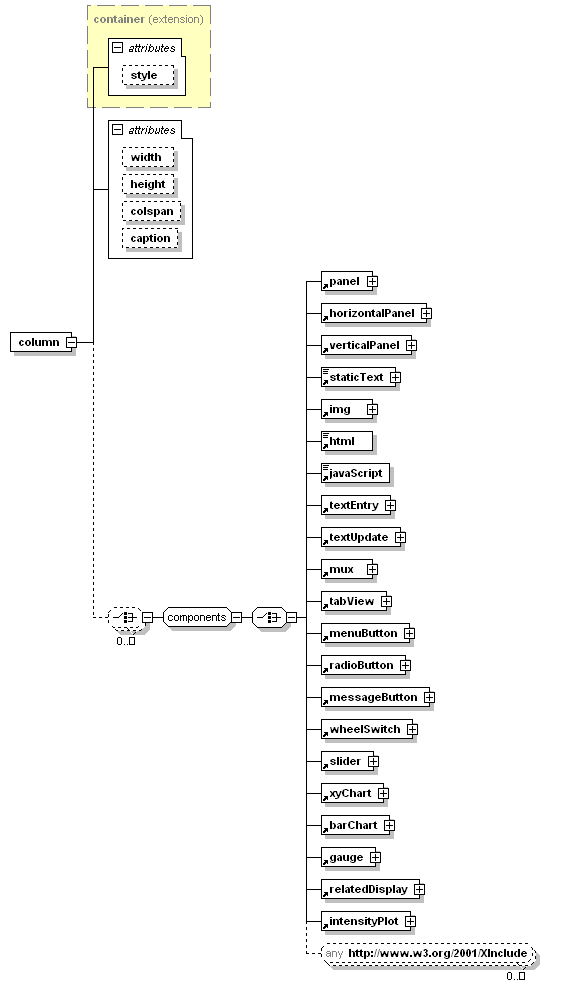 container (extension)
attributes
style
attributes
width
height
colspan
caption
column
components
0..
panel
horizontalPanel
verticalPanel
staticText
img
html
javaScript
textEntry
textUpdate
mux
tabView
menuButton
radioButton
messageButton
wheelSwitch
slider
xyChart
barChart
gauge
relatedDisplay
intensityPlot
any http://www.w3.org/2001/XInclude
0..